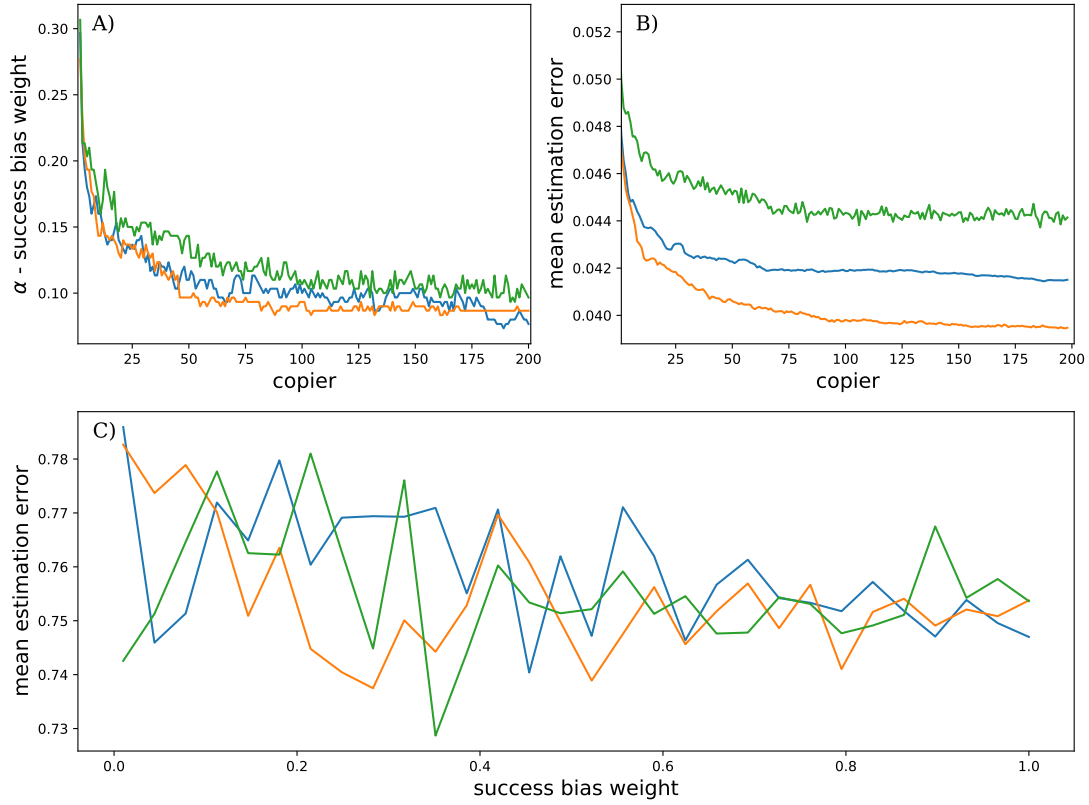 A)
α - success bias weight
0.30
0.25
0.20
0.15
0.10
25 50 75 100 125 150 175 200
copier
B)
mean estimation error
0.052
0.050
0.048
0.046
0.044
0.042
0.040
25 50 75 100 125 150 175 200
copier
C)
mean estimation error
0.78
0.77
0.76
0.75
0.74
0.73
0.0 0.2 0.4 0.6 0.8 1.0
success bias weight